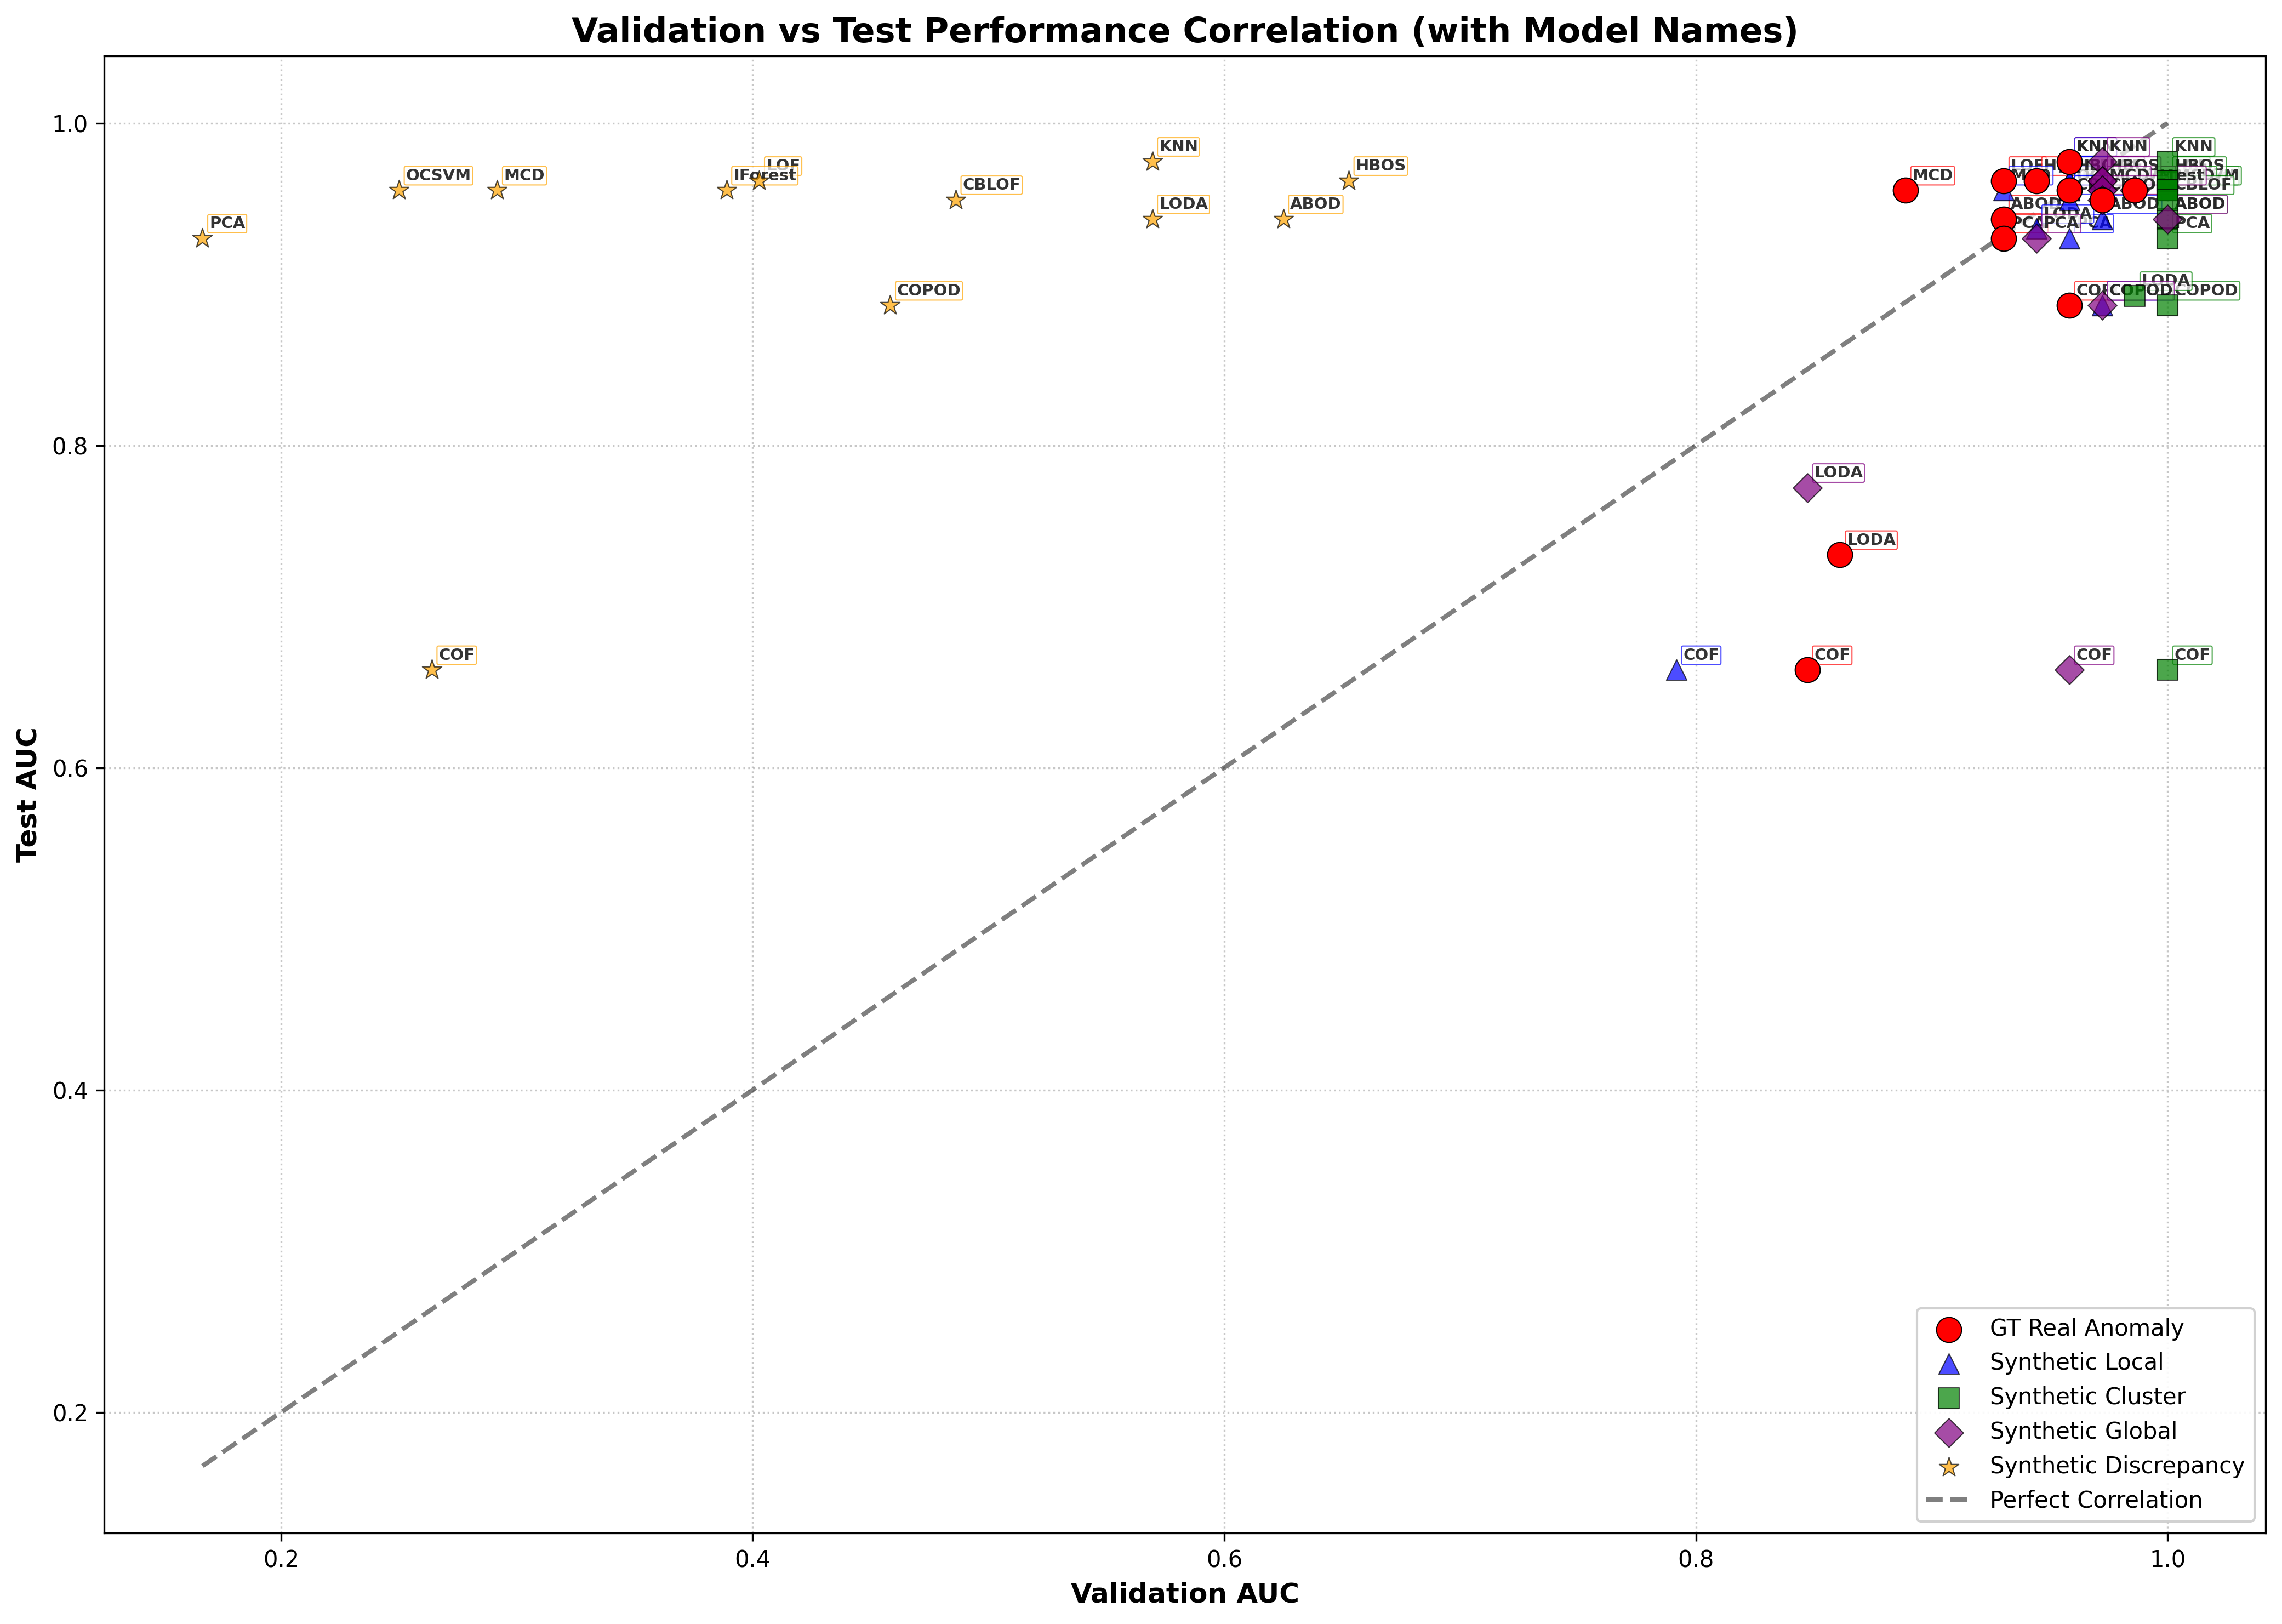 Validation vs Test Performance Correlation (with Model Names)
1.0
0.8
0.6
0.4
0.2
Test AUC
0.2
0.4
0.6
0.8
1.0
Validation AUC
OCSVM
MCD
PCA
IForest
LOF
CBLOF
KNN
LODA
HBOS
ABOD
COPOD
COF
MCD
KNN
KNN
HBOS
HBOS
MCD
CBLOF
ABOD
ABOD
ABOD
LODA
PCA
PCA
LODA
COPOD
COPOD
LODA
LODA
COF
COF
COF
COF
GT Real Anomaly
Synthetic Local
Synthetic Cluster
Synthetic Global
Synthetic Discrepancy
Perfect Correlation